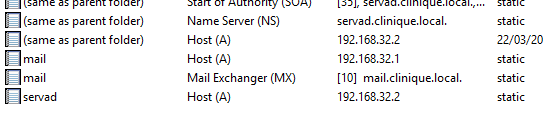 (same as parent folder) Start of Authority (SOA) [35], servad.clinique.local.,... static
(same as parent folder) Name Server (NS) servad.clinique.local. static
(same as parent folder) Host (A) 192.168.32.2 22/03/20
mail Host (A) 192.168.32.1 static
mail Mail Exchanger (MX) [10] mail.clinique.local. static
servad Host (A) 192.168.32.2 static